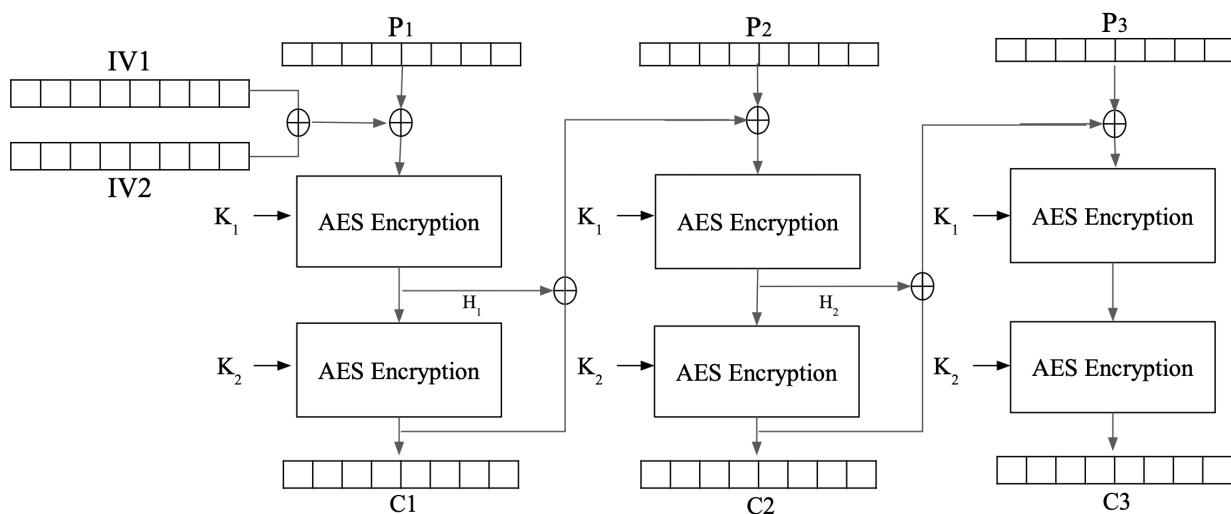 P1
P2
P3
IV1
IV2
K1
AES Encryption
K1
AES Encryption
K1
AES Encryption
H1
H2
K2
AES Encryption
K2
AES Encryption
K2
AES Encryption
C1
C2
C3